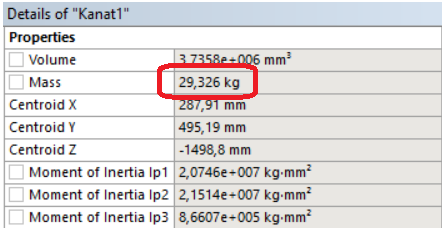 Details of "Kanat1"
Properties
Volume 3,7358e+006 mm³
Mass 29,326 kg
Centroid X 287,91 mm
Centroid Y 495,19 mm
Centroid Z -1498,8 mm
Moment of Inertia Ip1 2,0746e+007 kg·mm²
Moment of Inertia Ip2 2,1514e+007 kg·mm²
Moment of Inertia Ip3 8,6607e+005 kg·mm²